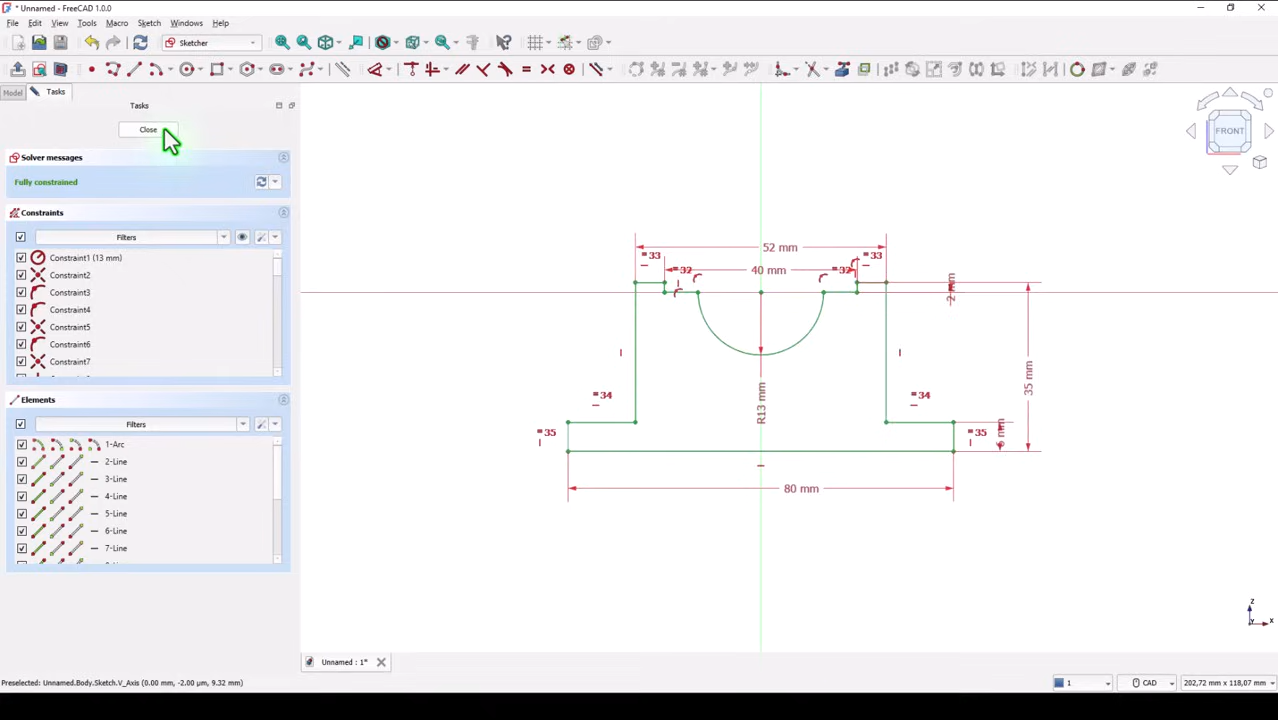 * Unnamed - FreeCAD 1.0.0
File Edit View Tools Macro Sketch Windows Help
Sketcher
Model Tasks
Tasks
Close
Solver messages
Fully constrained
Constraints
Filters
Constraint1 (13 mm)
Constraint2
Constraint3
Constraint4
Constraint5
Constraint6
Constraint7
Elements
Filters
1-Arc
2-Line
3-Line
4-Line
5-Line
6-Line
7-Line
FRONT
52 mm
33
33
32
40 mm
32
2 mm
35 mm
R13 mm
34
34
35
35
6 mm
80 mm
Z
Y
X
Unnamed : 1*
Preselected: Unnamed.Body.Sketch.V_Axis (0.00 mm, -2.00 µm, 9.32 mm)
1
CAD
202,72 mm x 118,07 mm